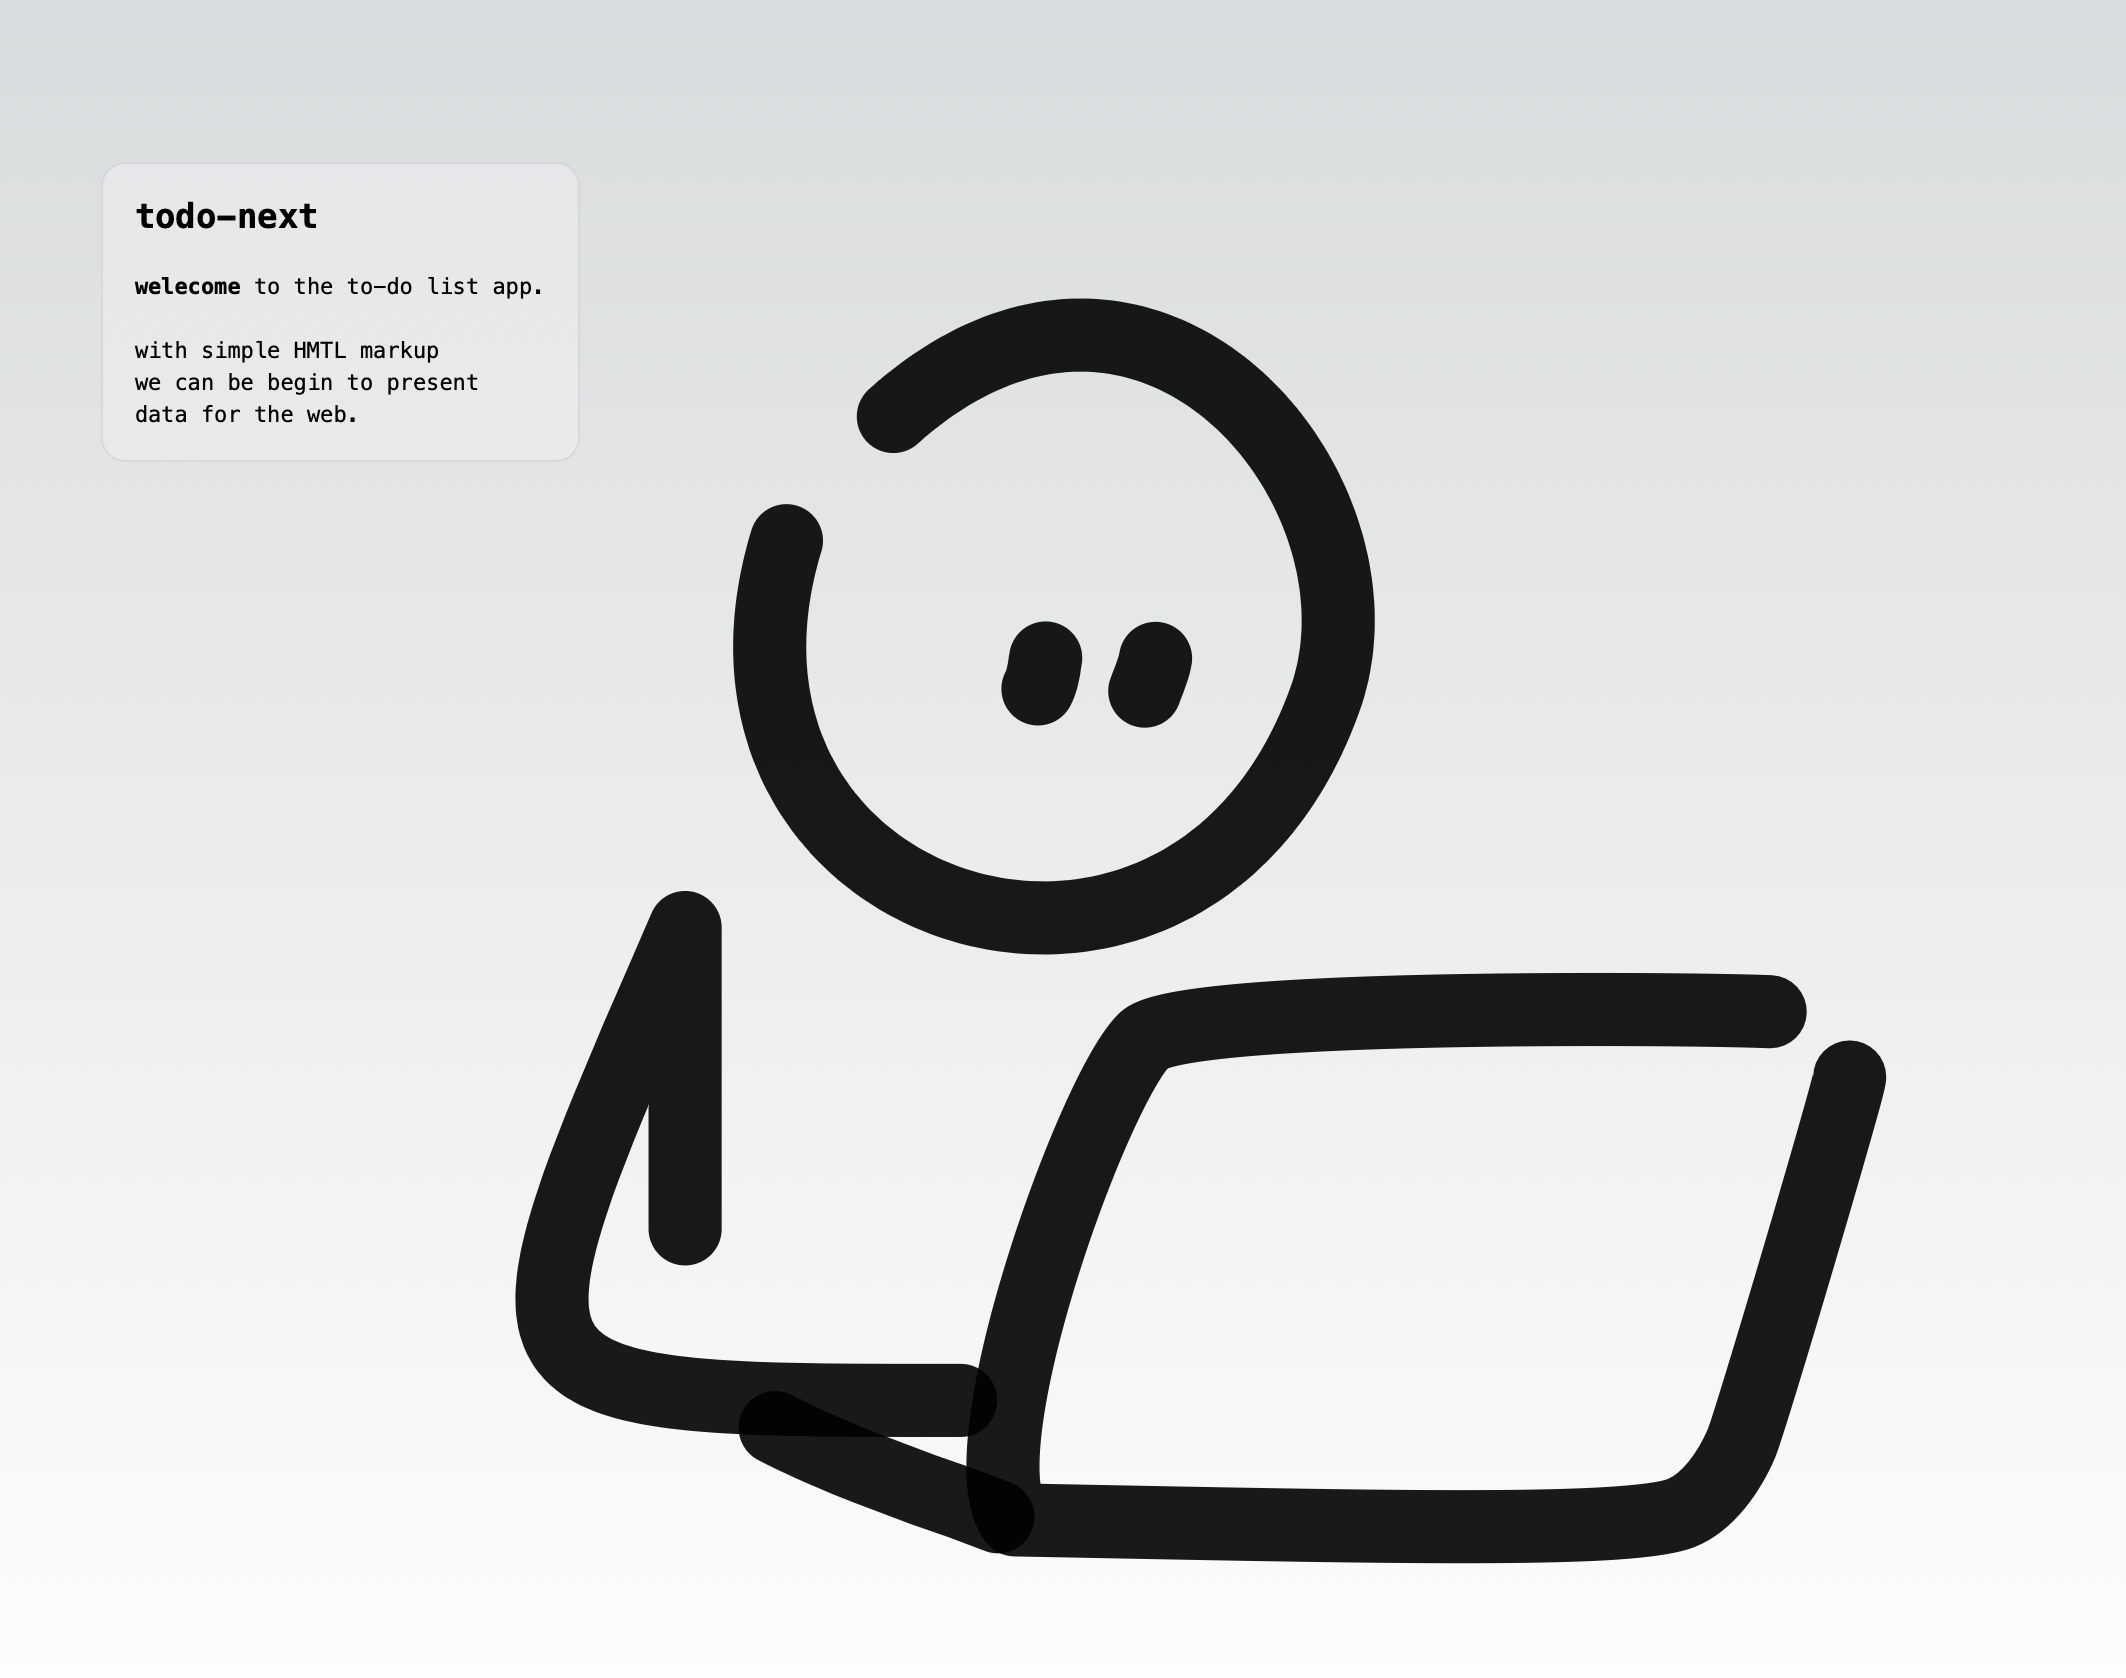 todo-next
welecome to the to-do list app.
with simple HMTL markup
we can be begin to present
data for the web.